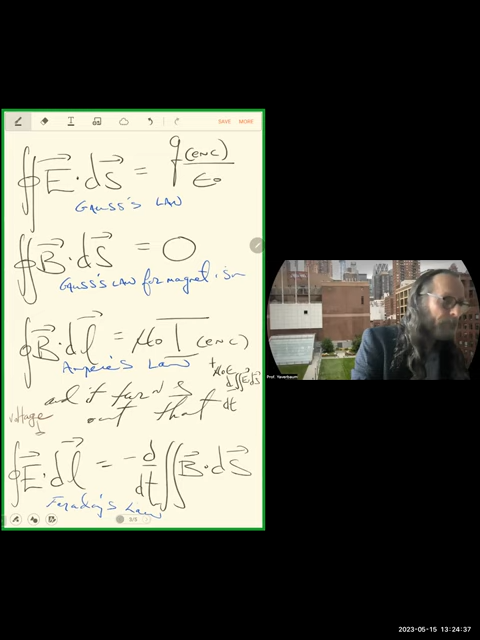 SAVE MORE
∯ E⃗ · dS⃗ = q(enc)/ε₀
GAUSS'S LAW
∯ B⃗ · dS⃗ = 0
GAUSS'S LAW for magnetism
∮ B⃗ · dl⃗ = μ₀ I (enc)
Ampere's Law
+ μ₀ε₀ d∬E⃗·dS⃗
dt
and it turns
out that
voltage
∮ E⃗ · dl⃗ = -d/dt ∬ B⃗ · dS⃗
Faraday's Law
3/5
Prof. Yaverbaum
2023-05-15 13:24:37